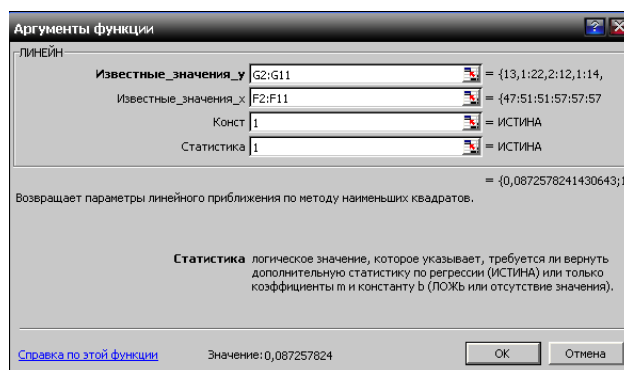 Аргументы функции
ЛИНЕЙН
Известные_значения_y G2:G11 = {13,1:22,2:12,1:14,
Известные_значения_x F2:F11 = {47:51:51:57:57:57
Конст 1 = ИСТИНА
Статистика 1 = ИСТИНА
= {0,0872578241430643;1
Возвращает параметры линейного приближения по методу наименьших квадратов.
Статистика логическое значение, которое указывает, требуется ли вернуть
дополнительную статистику по регрессии (ИСТИНА) или только
коэффициенты m и константу b (ЛОЖЬ или отсутствие значения).
Справка по этой функции Значение:0,087257824 OK Отмена